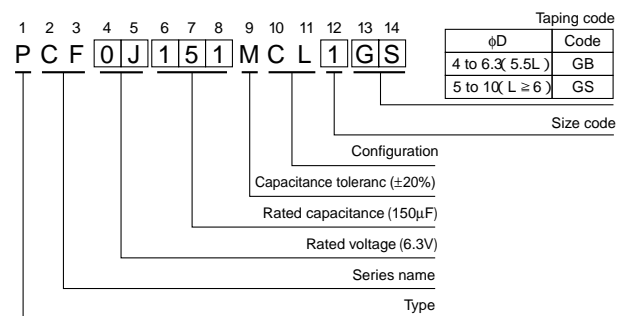 Taping code
1 2 3 4 5 6 7 8 9 10 11 12 13 14
P C F 0 J 1 5 1 M C L 1 G S
φD Code
4 to 6.3( 5.5L ) GB
5 to 10( L ≧ 6 ) GS
Size code
Configuration
Capacitance toleranc (±20%)
Rated capacitance (150μF)
Rated voltage (6.3V)
Series name
Type